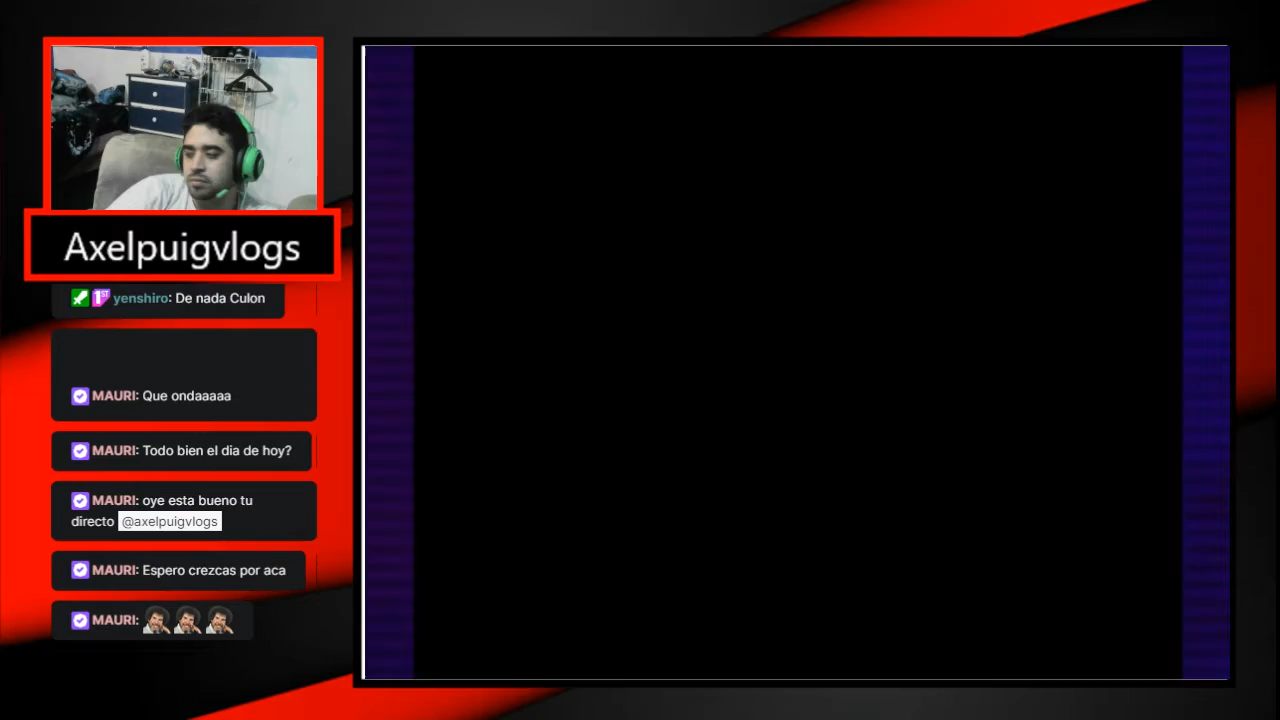 Axelpuigvlogs
1ST yenshiro: De nada Culon
MAURI: Que ondaaaaa
MAURI: Todo bien el dia de hoy?
MAURI: oye esta bueno tu
directo @axelpuigvlogs
MAURI: Espero crezcas por aca
MAURI: